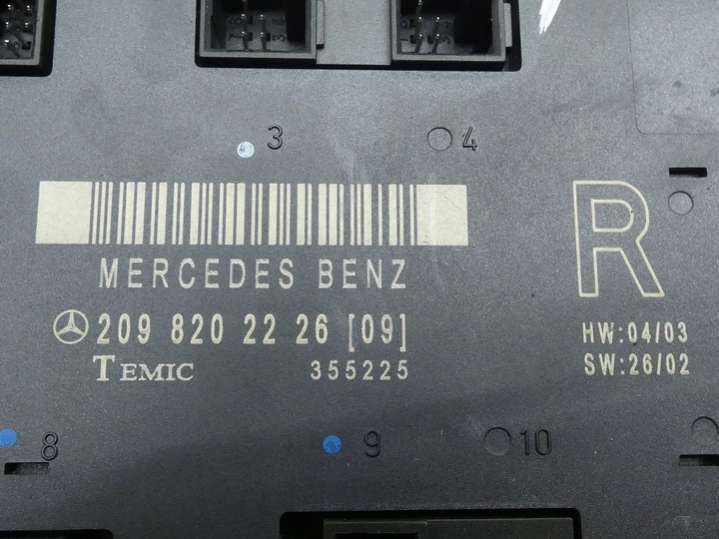 3 4
MERCEDES BENZ
209 820 22 26 [09]
TEMIC 355225
R
HW:04/03
SW:26/02
8 9 10